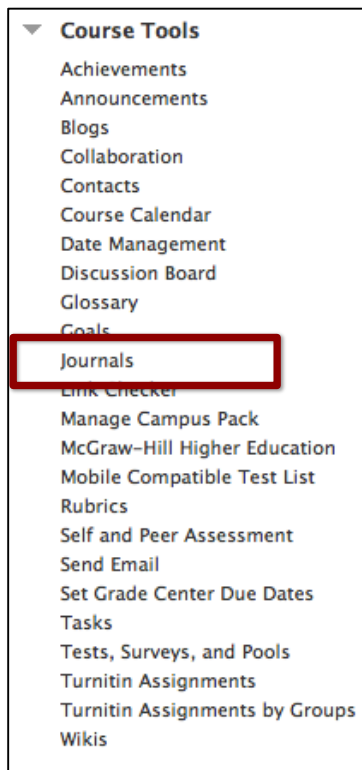 Course Tools
Achievements
Announcements
Blogs
Collaboration
Contacts
Course Calendar
Date Management
Discussion Board
Glossary
Goals
Journals
Link Checker
Manage Campus Pack
McGraw-Hill Higher Education
Mobile Compatible Test List
Rubrics
Self and Peer Assessment
Send Email
Set Grade Center Due Dates
Tasks
Tests, Surveys, and Pools
Turnitin Assignments
Turnitin Assignments by Groups
Wikis